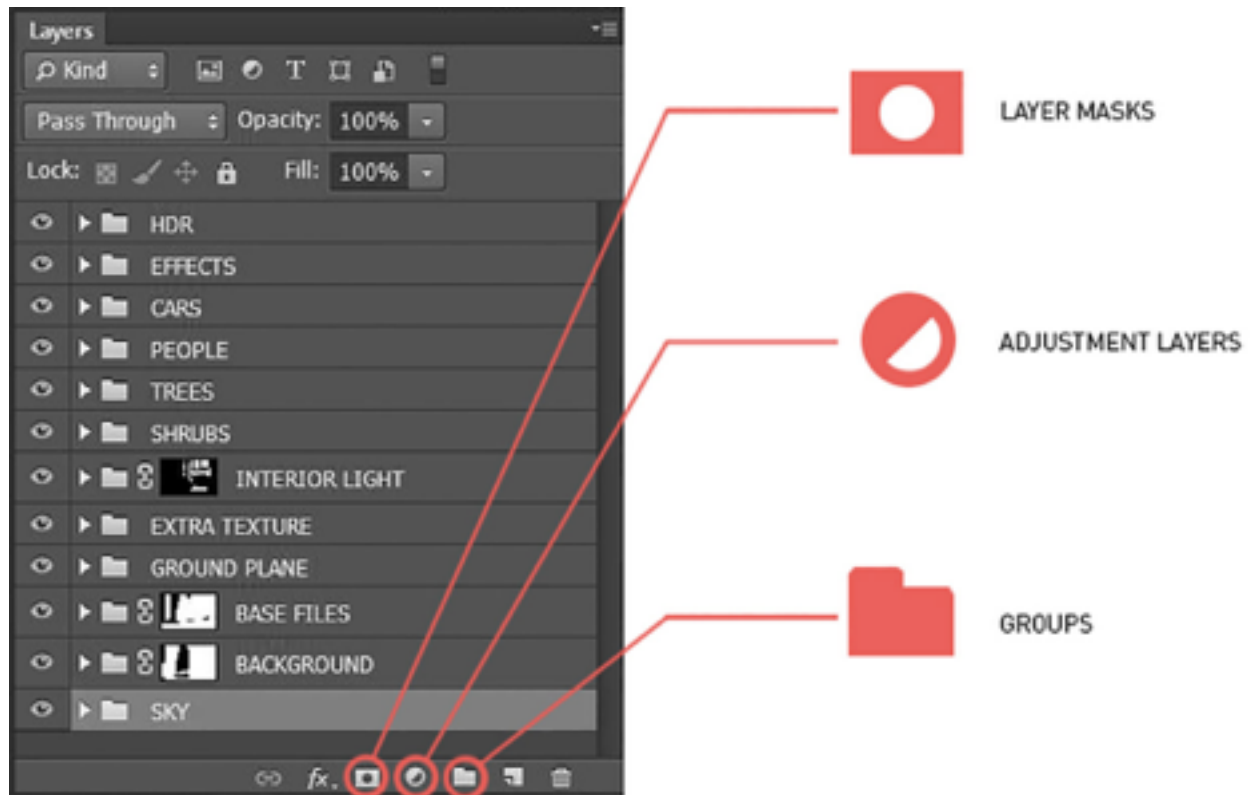 Layers
Kind T
Pass Through Opacity: 100%
Lock: Fill: 100%
HDR
EFFECTS
CARS
PEOPLE
TREES
SHRUBS
INTERIOR LIGHT
EXTRA TEXTURE
GROUND PLANE
BASE FILES
BACKGROUND
SKY
fx.
LAYER MASKS
ADJUSTMENT LAYERS
GROUPS